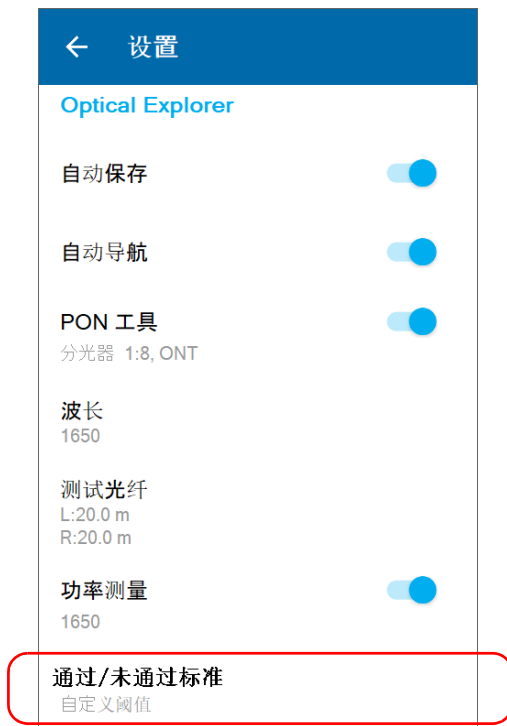 设置
Optical Explorer
自动保存
自动导航
PON 工具
分光器 1:8, ONT
波长
1650
测试光纤
L:20.0 m
R:20.0 m
功率测量
1650
通过/未通过标准
自定义阈值